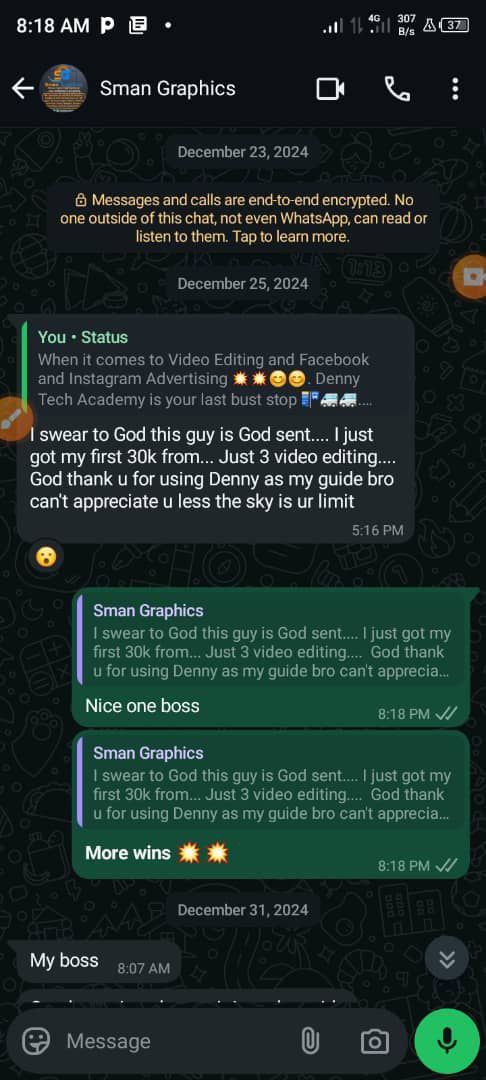 8:18 AM
4G 307 B/s 37
Sman Graphics
December 23, 2024
Messages and calls are end-to-end encrypted. No
one outside of this chat, not even WhatsApp, can read or
listen to them. Tap to learn more.
December 25, 2024
You • Status
When it comes to Video Editing and Facebook
and Instagram Advertising 💥💥😊😊. Denny
Tech Academy is your last bust stop 🚏🚐🚐....
I swear to God this guy is God sent.... I just
got my first 30k from... Just 3 video editing....
God thank u for using Denny as my guide bro
can't appreciate u less the sky is ur limit
5:16 PM
😮
Sman Graphics
I swear to God this guy is God sent.... I just got my
first 30k from... Just 3 video editing.... God thank
u for using Denny as my guide bro can't apprecia...
Nice one boss
8:18 PM
Sman Graphics
I swear to God this guy is God sent.... I just got my
first 30k from... Just 3 video editing.... God thank
u for using Denny as my guide bro can't apprecia...
More wins 💥 💥
8:18 PM
December 31, 2024
My boss
8:07 AM
Message